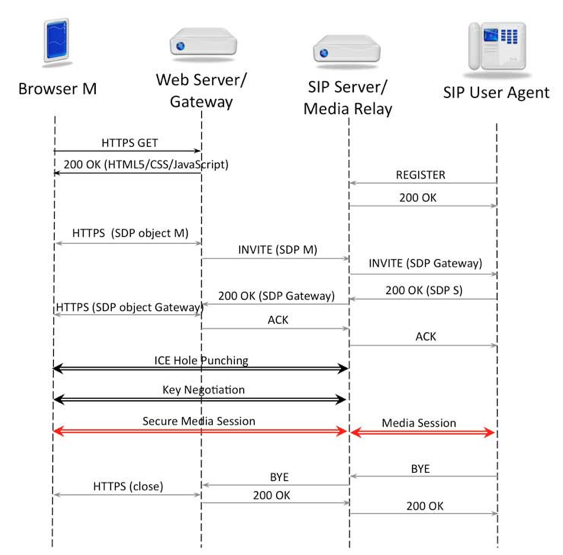 Browser M
Web Server/
Gateway
SIP Server/
Media Relay
SIP User Agent
HTTPS GET
200 OK (HTML5/CSS/JavaScript)
REGISTER
200 OK
HTTPS (SDP object M)
INVITE (SDP M)
INVITE (SDP Gateway)
200 OK (SDP S)
200 OK (SDP Gateway)
HTTPS (SDP object Gateway)
ACK
ACK
ICE Hole Punching
Key Negotiation
Secure Media Session
Media Session
BYE
BYE
HTTPS (close)
200 OK
200 OK